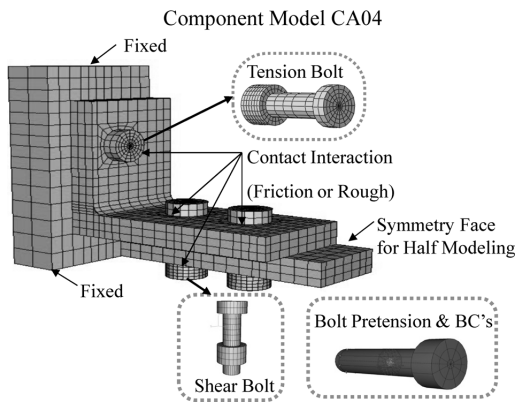 Component Model CA04
Fixed
Tension Bolt
Contact Interaction
(Friction or Rough)
Symmetry Face
for Half Modeling
Fixed
Bolt Pretension & BC's
Shear Bolt